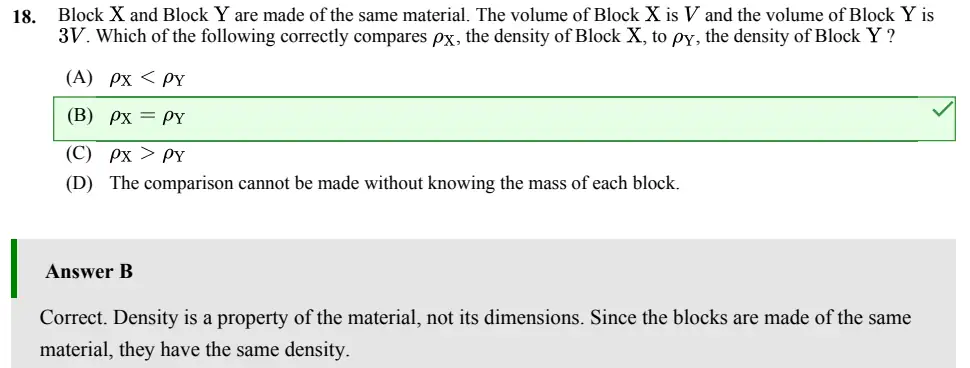 18. Block X and Block Y are made of the same material. The volume of Block X is V and the volume of Block Y is
3V. Which of the following correctly compares ρX, the density of Block X, to ρY, the density of Block Y ?
(A) ρX < ρY
(B) ρX = ρY
(C) ρX > ρY
(D) The comparison cannot be made without knowing the mass of each block.
Answer B
Correct. Density is a property of the material, not its dimensions. Since the blocks are made of the same
material, they have the same density.